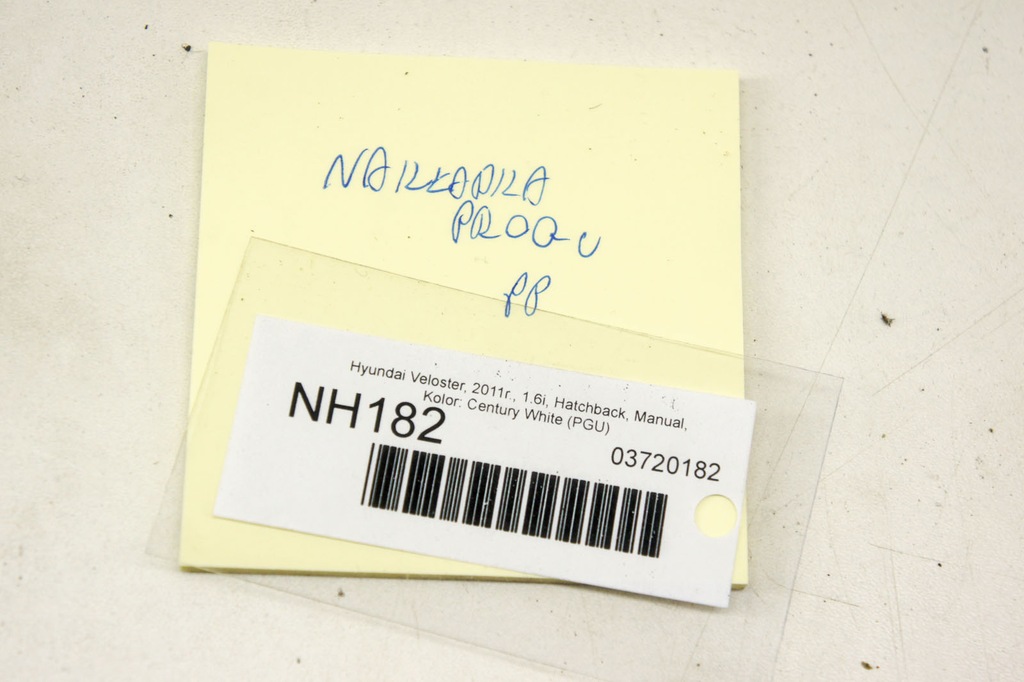 NAKŁADKA
PROGU
PP
Hyundai Veloster, 2011r., 1.6i, Hatchback, Manual,
Kolor: Century White (PGU)
NH182
03720182